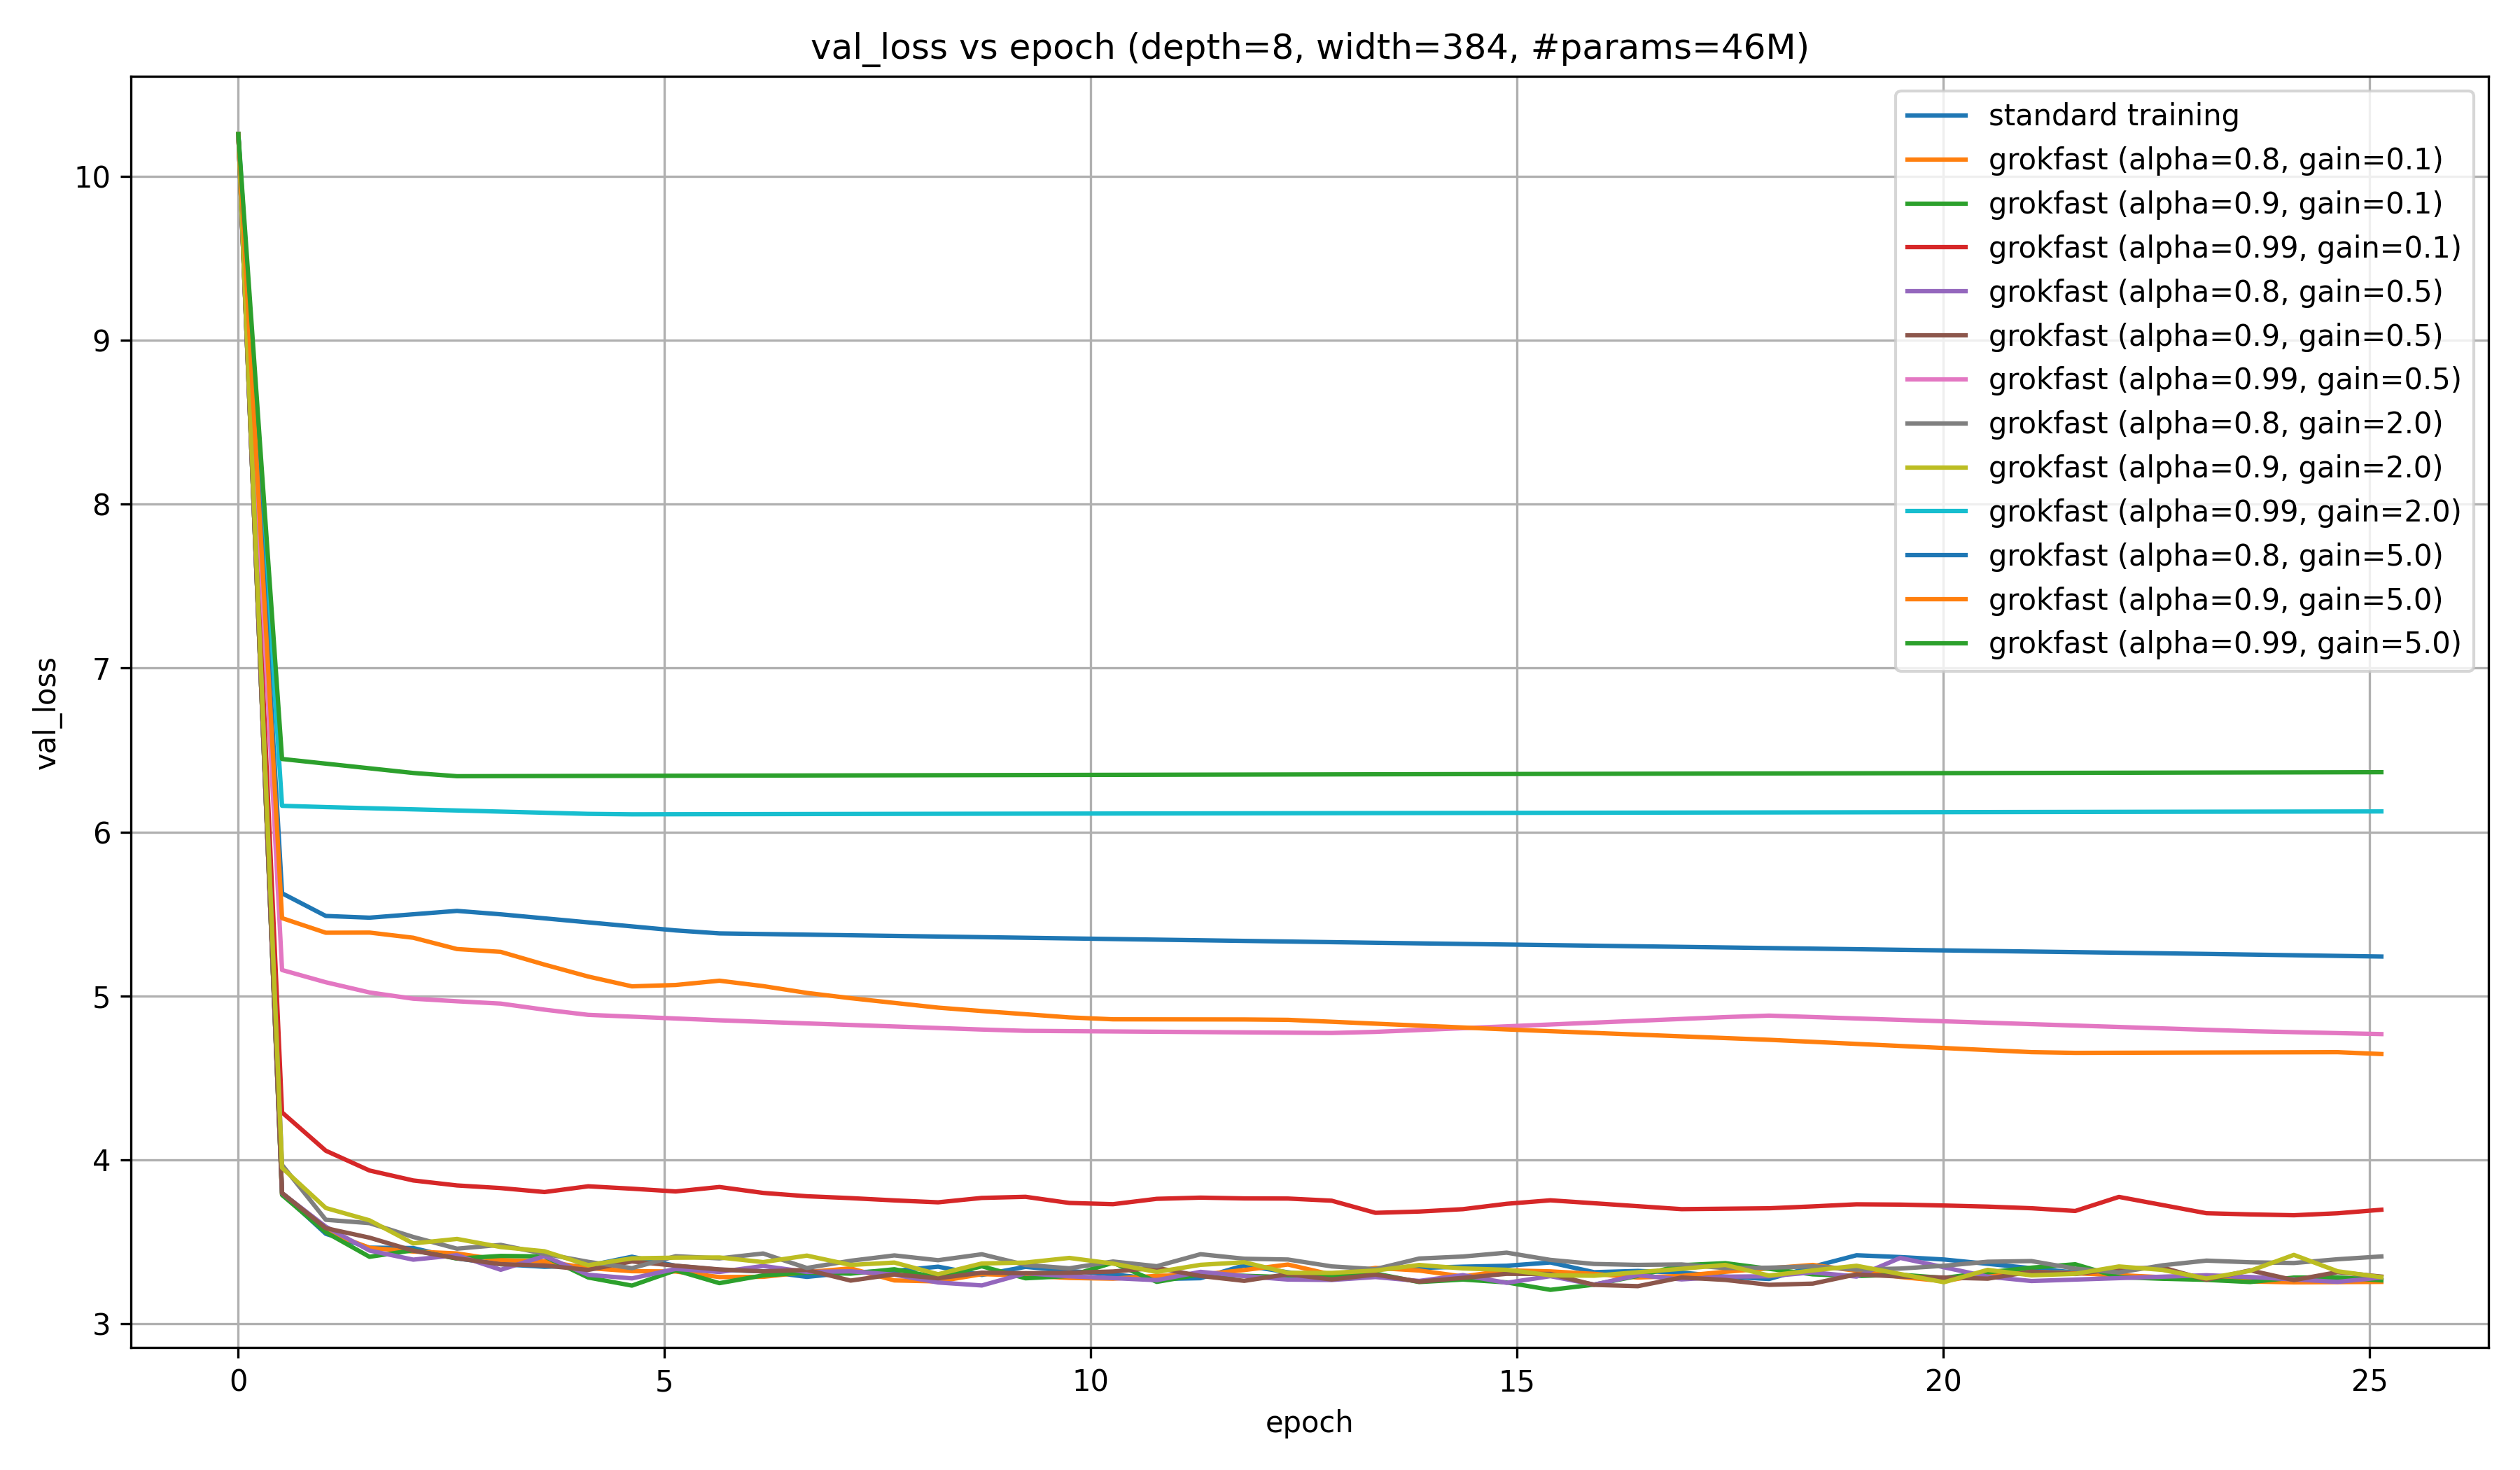 val_loss vs epoch (depth=8, width=384, #params=46M)
val_loss
10
9
8
7
6
5
4
3
standard training
grokfast (alpha=0.8, gain=0.1)
grokfast (alpha=0.9, gain=0.1)
grokfast (alpha=0.99, gain=0.1)
grokfast (alpha=0.8, gain=0.5)
grokfast (alpha=0.9, gain=0.5)
grokfast (alpha=0.99, gain=0.5)
grokfast (alpha=0.8, gain=2.0)
grokfast (alpha=0.9, gain=2.0)
grokfast (alpha=0.99, gain=2.0)
grokfast (alpha=0.8, gain=5.0)
grokfast (alpha=0.9, gain=5.0)
grokfast (alpha=0.99, gain=5.0)
0 5 10 15 20 25
epoch